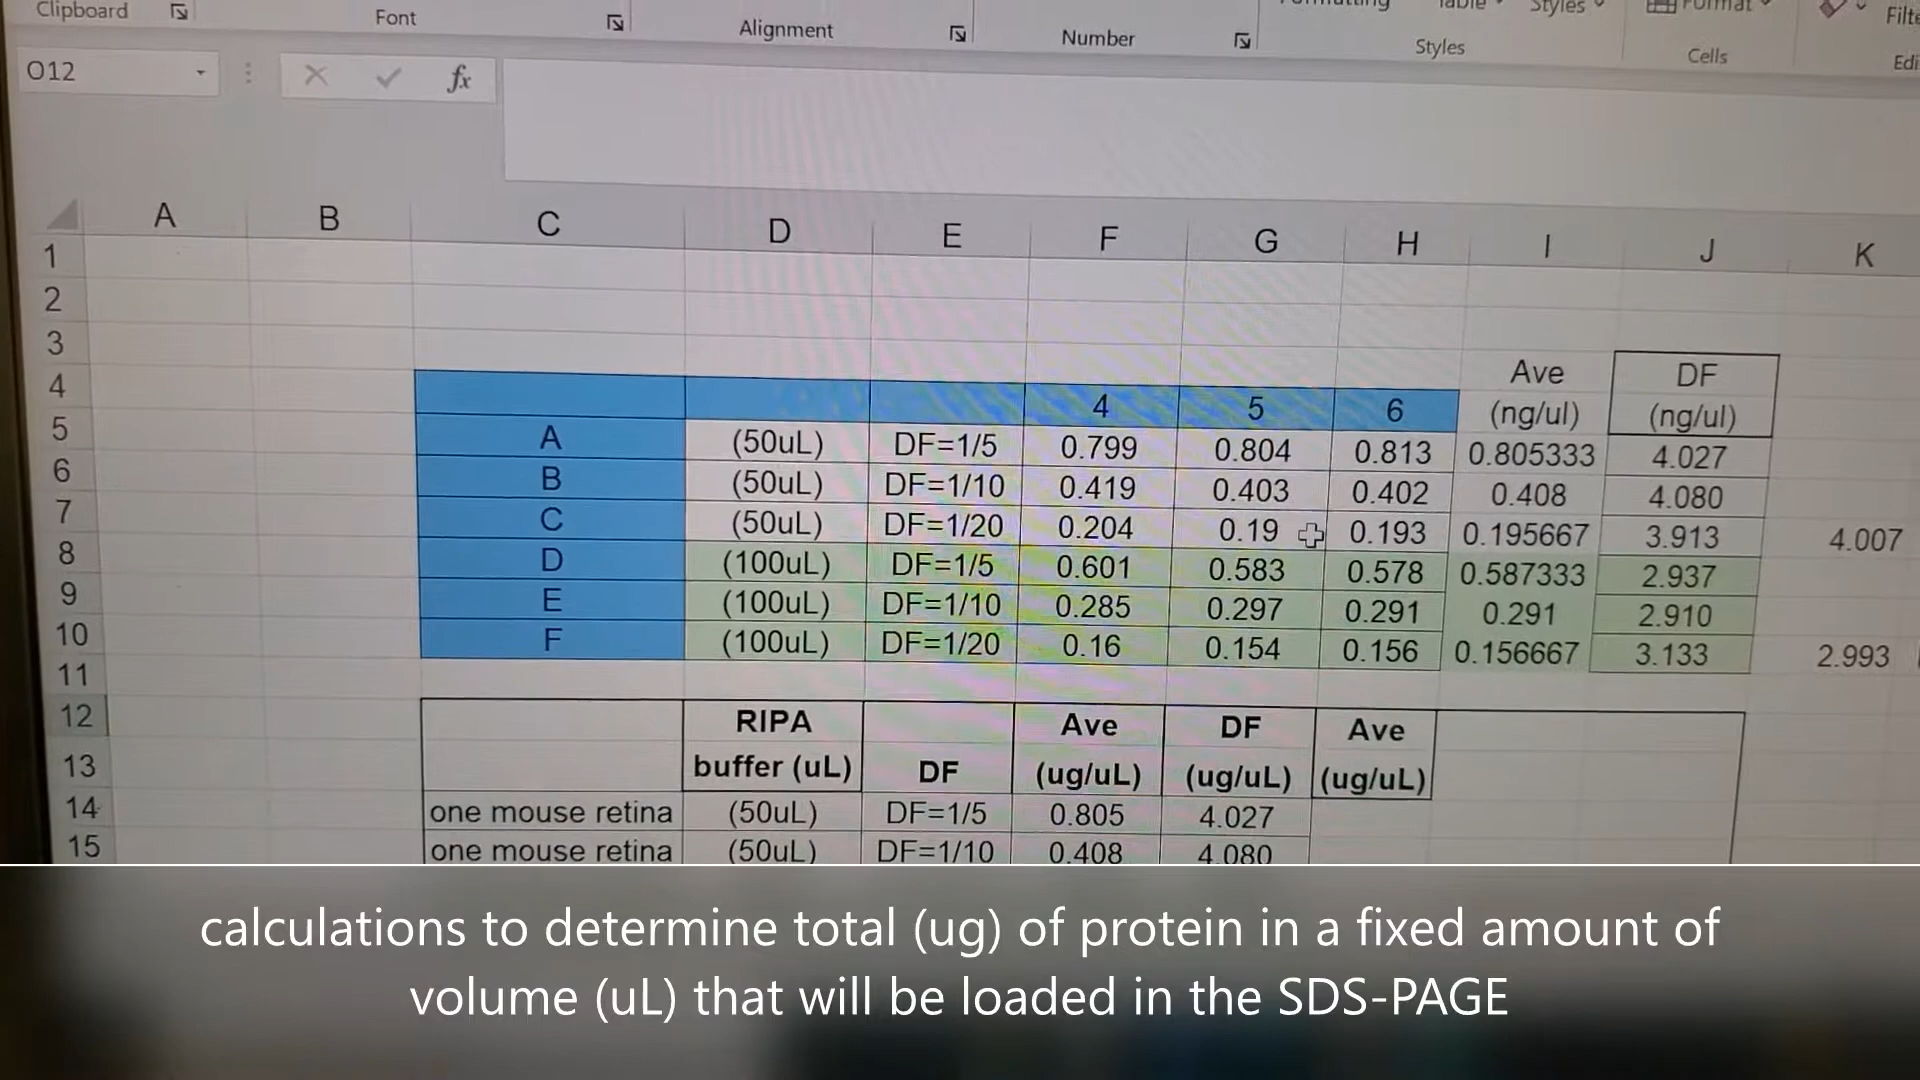 Clipboard Font Alignment Number Styles Cells
O12 fx
A B C D E F G H I J K
1
2
3
Ave DF
4 4 5 6 (ng/ul) (ng/ul)
5 A (50uL) DF=1/5 0.799 0.804 0.813 0.805333 4.027
6 B (50uL) DF=1/10 0.419 0.403 0.402 0.408 4.080
7 C (50uL) DF=1/20 0.204 0.19 0.193 0.195667 3.913 4.007
8 D (100uL) DF=1/5 0.601 0.583 0.578 0.587333 2.937
9 E (100uL) DF=1/10 0.285 0.297 0.291 0.291 2.910
10 F (100uL) DF=1/20 0.16 0.154 0.156 0.156667 3.133 2.993
11
12 RIPA Ave DF Ave
13 buffer (uL) DF (ug/uL) (ug/uL) (ug/uL)
14 one mouse retina (50uL) DF=1/5 0.805 4.027
15 one mouse retina (50uL) DF=1/10 0.408 4.080
calculations to determine total (ug) of protein in a fixed amount of
volume (uL) that will be loaded in the SDS-PAGE